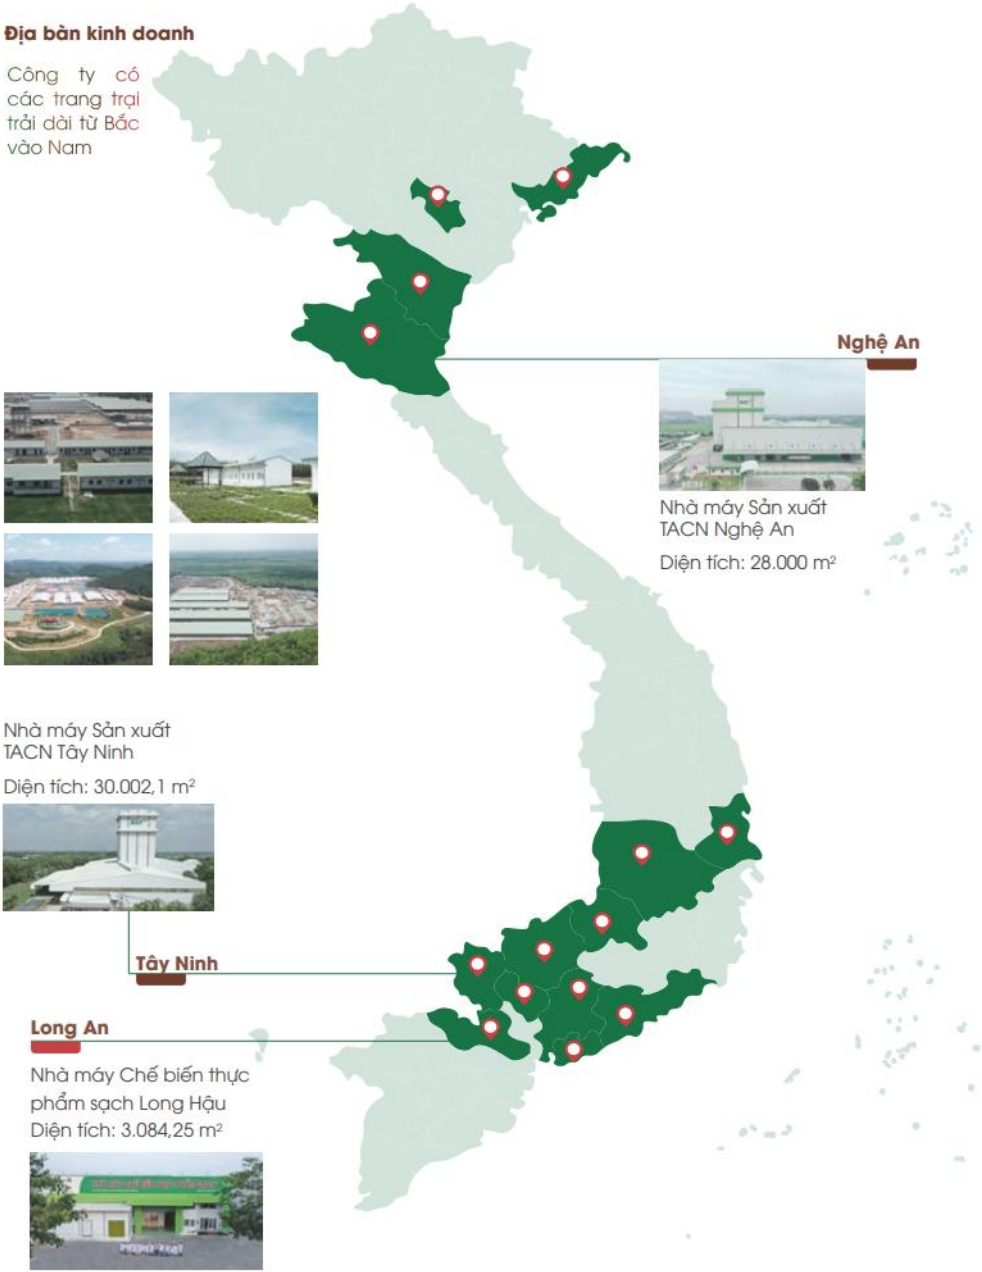 Địa bàn kinh doanh
Công ty có
các trang trại
trải dài từ Bắc
vào Nam
Nghệ An
Nhà máy Sản xuất
TACN Nghệ An
Diện tích: 28.000 m²
Nhà máy Sản xuất
TACN Tây Ninh
Diện tích: 30.002,1 m²
Tây Ninh
Long An
Nhà máy Chế biến thực
phẩm sạch Long Hậu
Diện tích: 3.084,25 m²